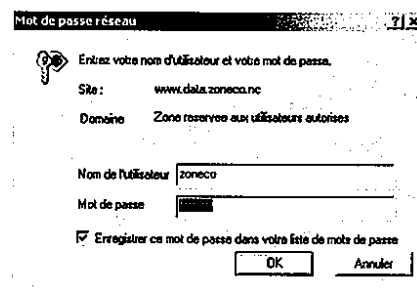 Mot de passe réseau ? x
Entrez votre nom d'utilisateur et votre mot de passe.
Site : www.data.zoneco.nc
Domaine Zone reservee aux utilisateurs autorises
Nom de l'utilisateur zoneco
Mot de passe
Enregistrer ce mot de passe dans votre liste de mots de passe
OK Annuler